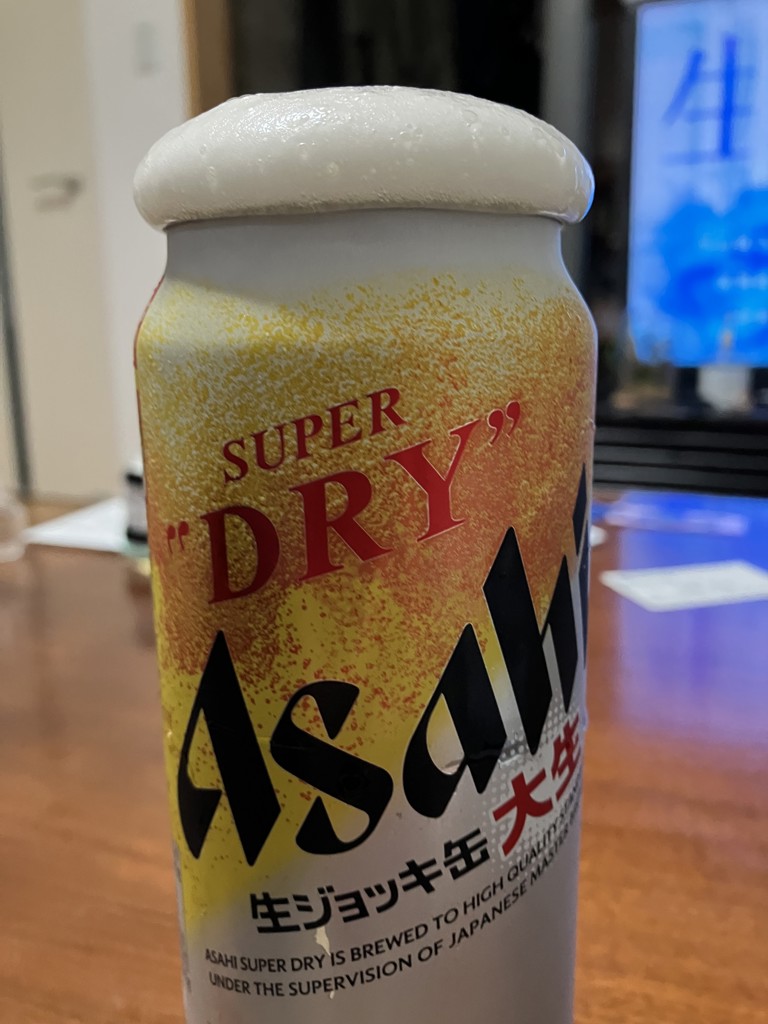 生
SUPER
"DRY"
Asahi
大生
生ジョッキ缶
ASAHI SUPER DRY IS BREWED TO HIGH QUALITY
UNDER THE SUPERVISION OF JAPANESE MASTER